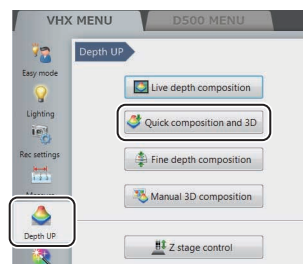 VHX MENU
D500 MENU
Depth UP
Easy mode
Live depth composition
Lighting
Quick composition and 3D
Rec settings
Fine depth composition
Measure
Manual 3D composition
Depth UP
Z stage control